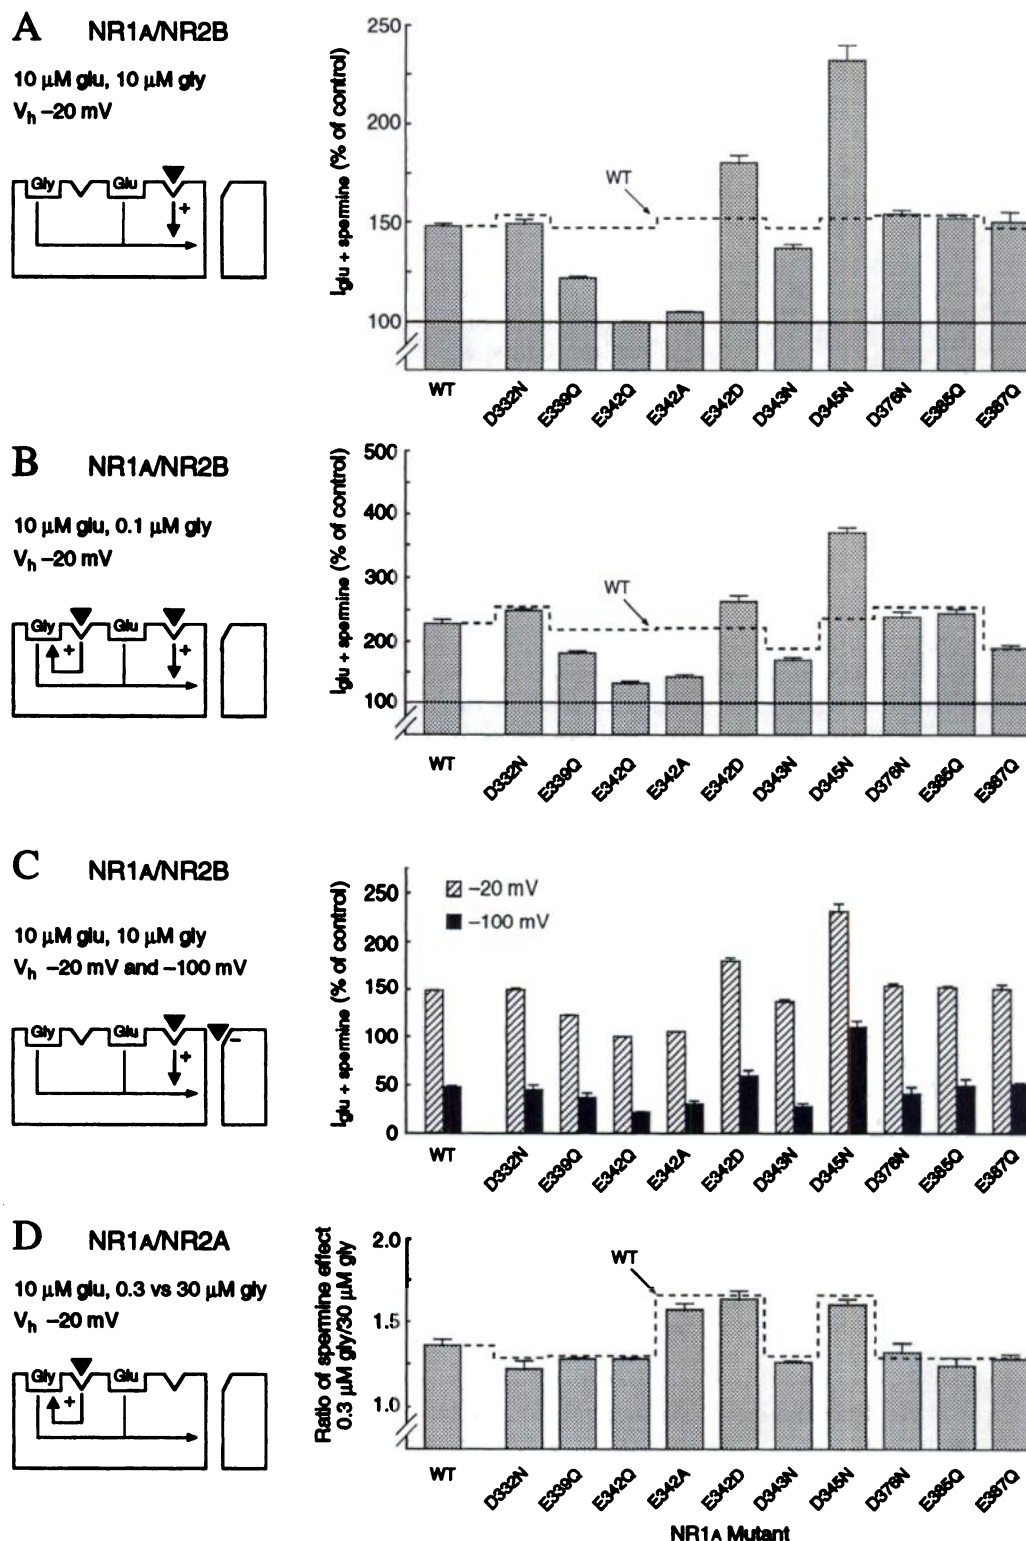 A NR1A/NR2B
10 µM glu, 10 µM gly
Vh –20 mV
Gly Glu
+
Iglu + spermine (% of control)
250
200
150
100
WT
WT D332N E339Q E342Q E342A E342D D343N D345N D376N E385Q E387Q
B NR1A/NR2B
10 µM glu, 0.1 µM gly
Vh –20 mV
Gly Glu
+ +
Iglu + spermine (% of control)
500
400
300
200
100
WT
WT D332N E339Q E342Q E342A E342D D343N D345N D376N E385Q E387Q
C NR1A/NR2B
10 µM glu, 10 µM gly
Vh –20 mV and –100 mV
Gly Glu
+ –
Iglu + spermine (% of control)
250
200
150
100
50
0
–20 mV
–100 mV
WT D332N E339Q E342Q E342A E342D D343N D345N D376N E385Q E387Q
D NR1A/NR2A
10 µM glu, 0.3 vs 30 µM gly
Vh –20 mV
Gly Glu
+
Ratio of spermine effect
0.3 µM gly/30 µM gly
2.0
1.5
1.0
WT
WT D332N E339Q E342Q E342A E342D D343N D345N D376N E385Q E387Q
NR1A Mutant